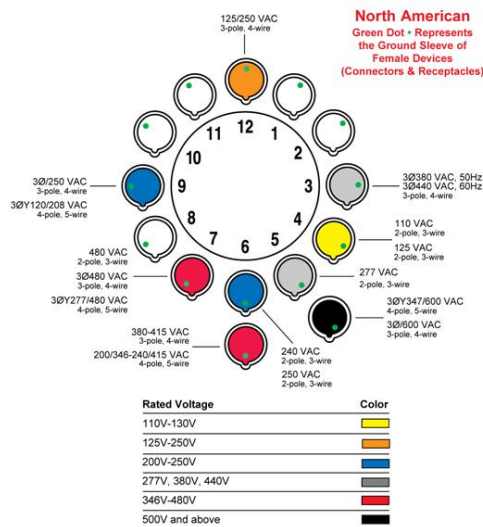 North American
Green Dot • Represents
the Ground Sleeve of
Female Devices
(Connectors & Receptacles)
125/250 VAC
3-pole, 4-wire
12
1
2
3
4
5
6
7
8
9
10
11
3Ø380 VAC, 50Hz
3Ø440 VAC, 60Hz
3-pole, 4-wire
110 VAC
2-pole, 3-wire
125 VAC
2-pole, 3-wire
277 VAC
2-pole, 3-wire
3ØY347/600 VAC
4-pole, 5-wire
3Ø/600 VAC
3-pole, 4-wire
240 VAC
2-pole, 3-wire
250 VAC
2-pole, 3-wire
380-415 VAC
3-pole, 4-wire
200/346-240/415 VAC
4-pole, 5-wire
480 VAC
2-pole, 3-wire
3Ø480 VAC
3-pole, 4-wire
3ØY277/480 VAC
4-pole, 5-wire
3Ø/250 VAC
3-pole, 4-wire
3ØY120/208 VAC
4-pole, 5-wire
Rated Voltage Color
110V-130V
125V-250V
200V-250V
277V, 380V, 440V
346V-480V
500V and above